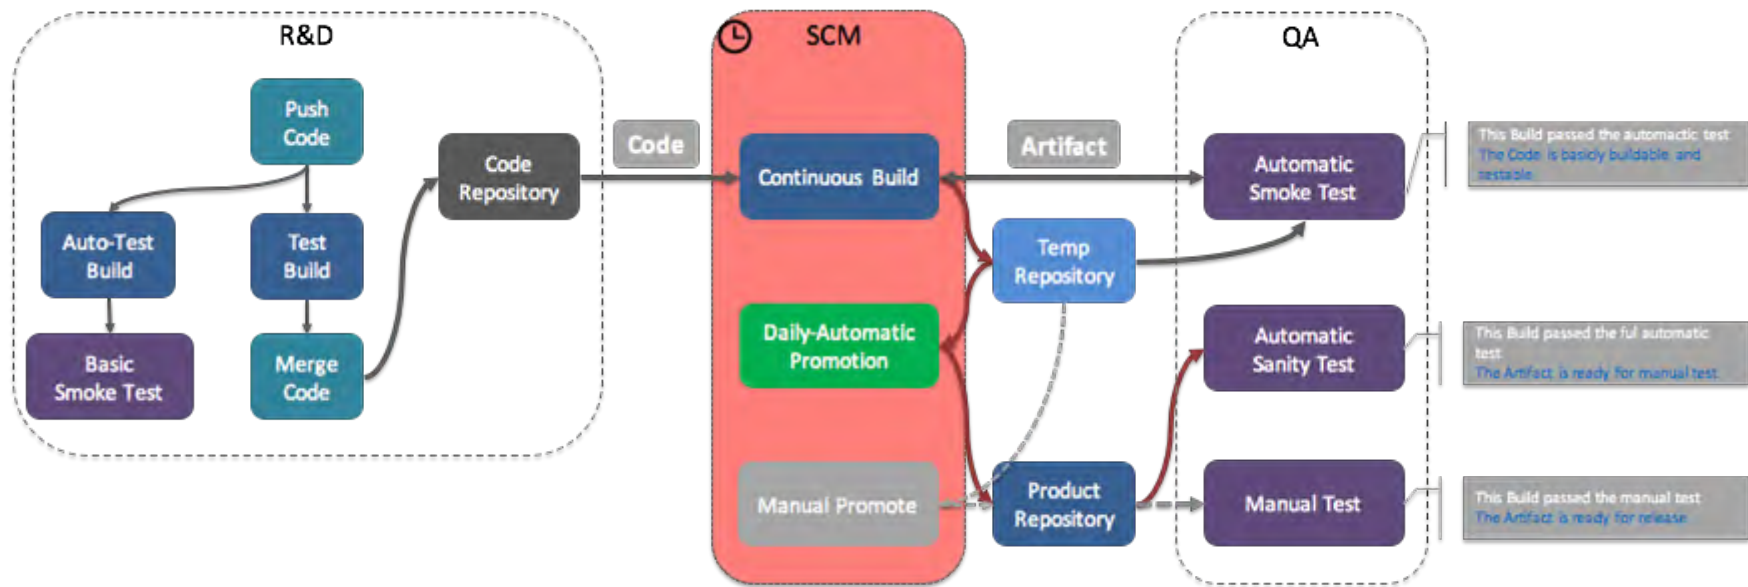 R&D
Push
Code
Auto-Test
Build
Test
Build
Basic
Smoke Test
Merge
Code
Code
Repository
Code
SCM
Continuous Build
Daily-Automatic
Promotion
Manual Promote
Artifact
Temp
Repository
Product
Repository
QA
Automatic
Smoke Test
Automatic
Sanity Test
Manual Test
This Build passed the automactic test
The Code is basicly buildable and
testable
This Build passed the ful automatic
test
The Artifact is ready for manual test
This Build passed the manual test
The Artifact is ready for release